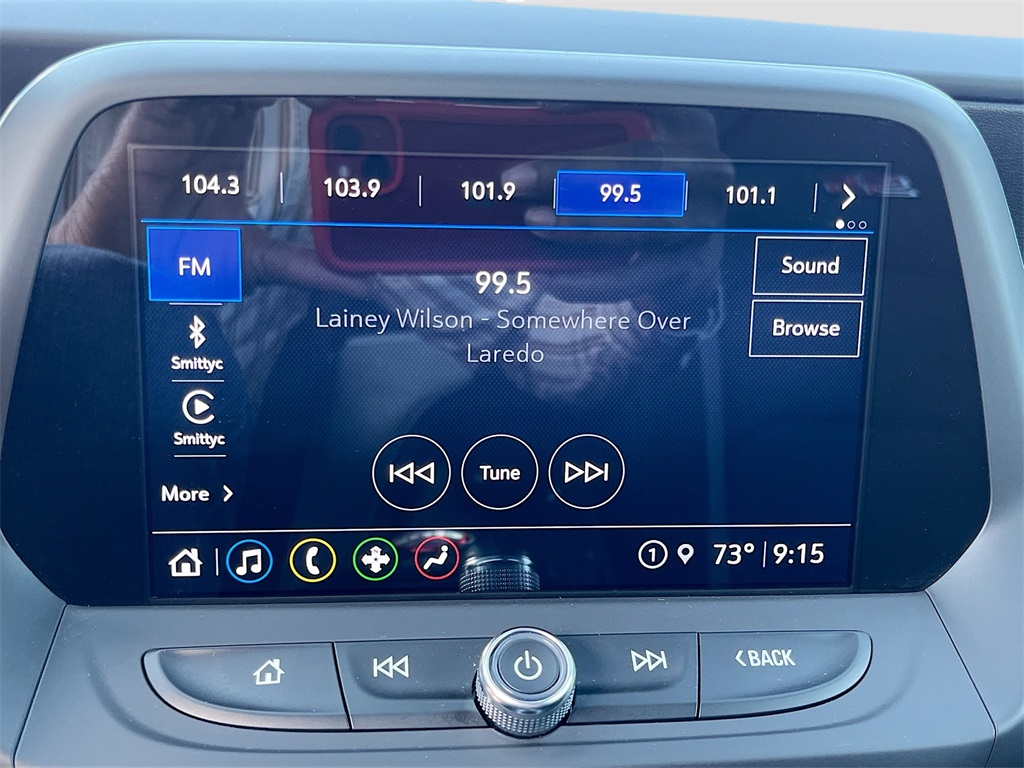 104.3 103.9 101.9 99.5 101.1
FM
Sound
99.5
Lainey Wilson - Somewhere Over
Laredo
Browse
Smittyc
Smittyc
Tune
More
1 73° 9:15
BACK